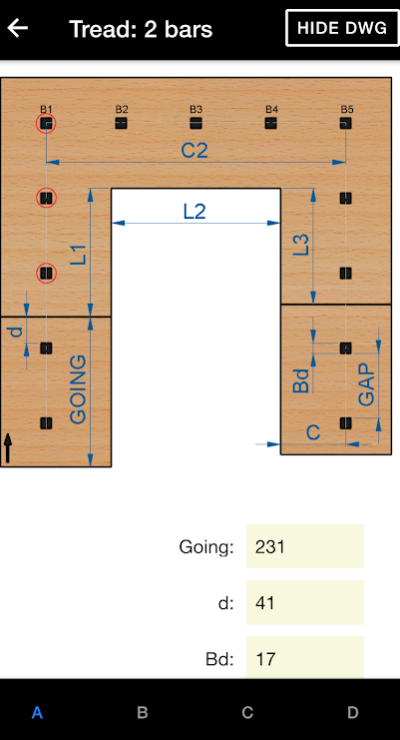 Tread: 2 bars
HIDE DWG
B1 B2 B3 B4 B5
C2
L2
L1
L3
d
GOING
Bd
GAP
C
Going: 231
d: 41
Bd: 17
A B C D